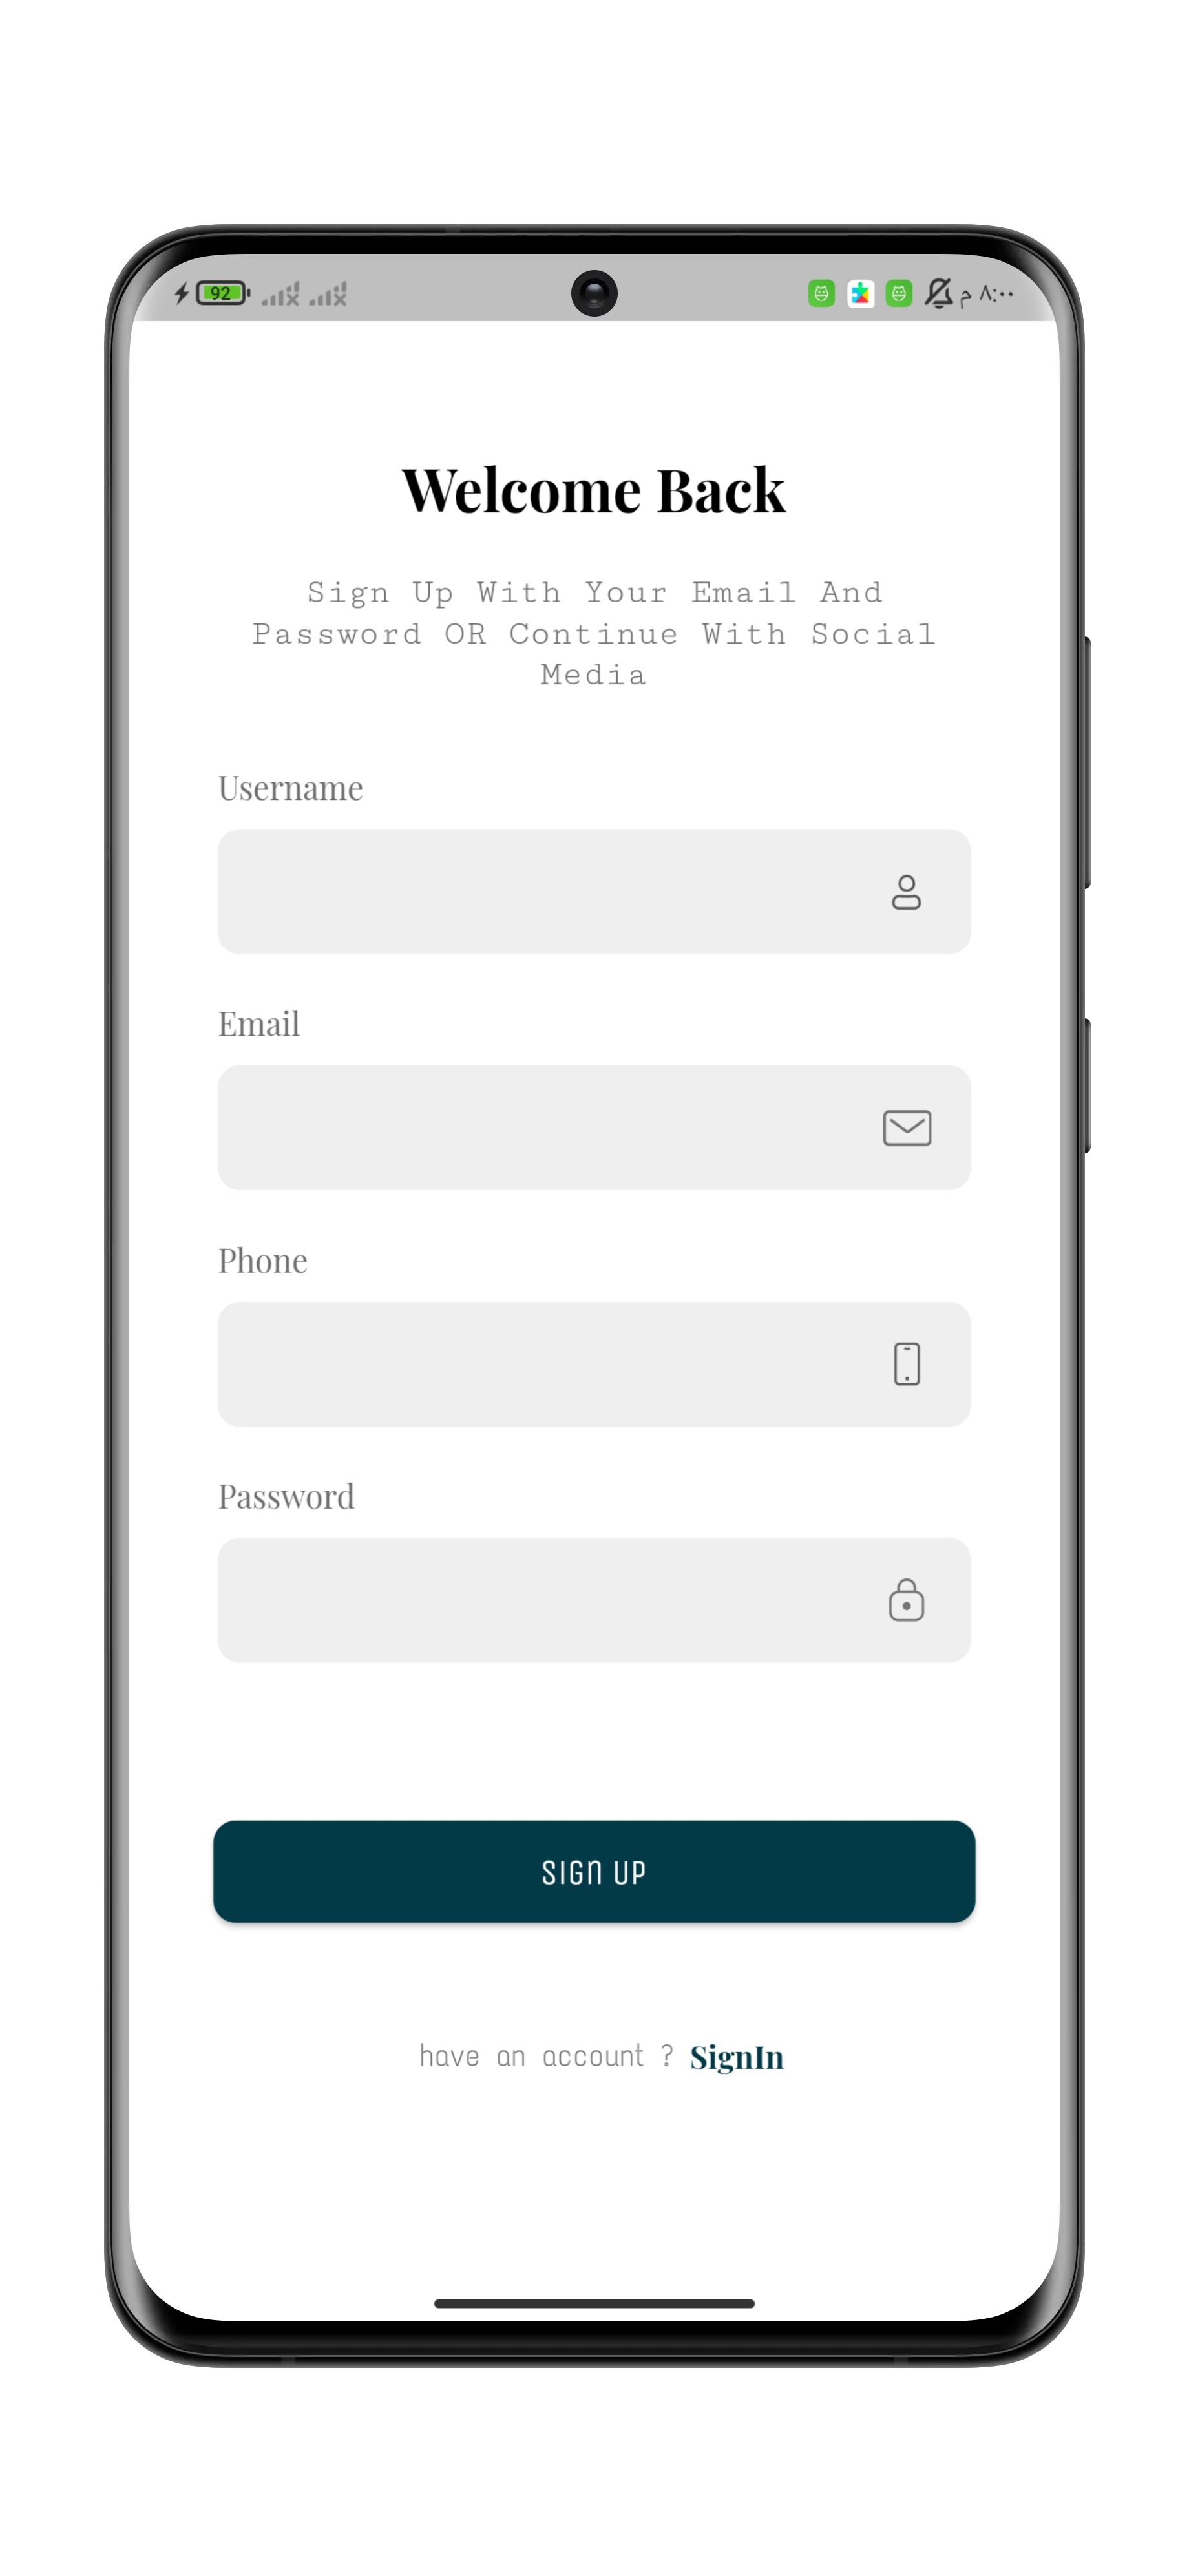 92
م ٨:٠٠
Welcome Back
Sign Up With Your Email And
Password OR Continue With Social
Media
Username
Email
Phone
Password
SIGN UP
have an account ? SignIn